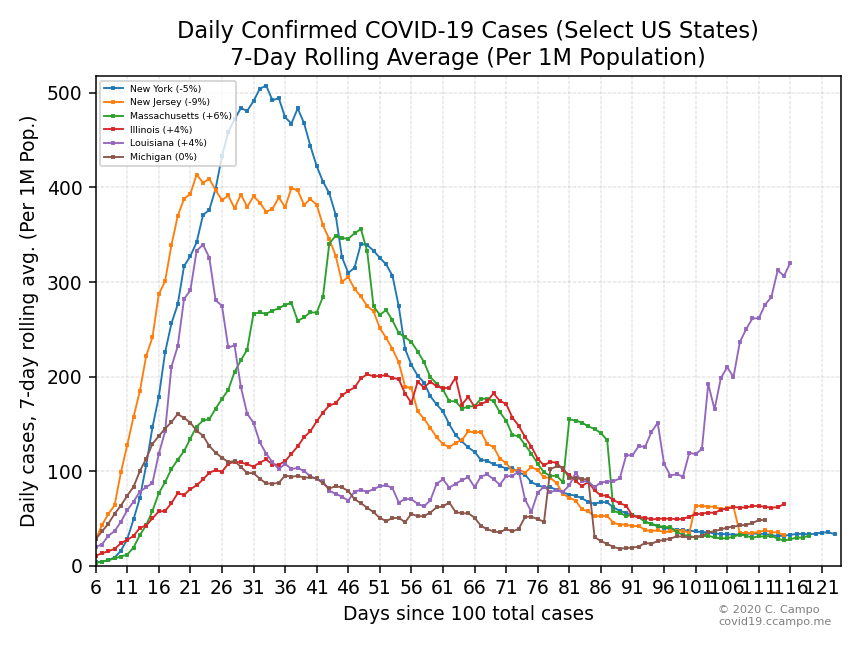 Daily Confirmed COVID-19 Cases (Select US States)
7-Day Rolling Average (Per 1M Population)
Daily cases, 7-day rolling avg. (Per 1M Pop.)
500
400
300
200
100
0
New York (-5%)
New Jersey (-9%)
Massachusetts (+6%)
Illinois (+4%)
Louisiana (+4%)
Michigan (0%)
6 11 16 21 26 31 36 41 46 51 56 61 66 71 76 81 86 91 96 101 106 111 116 121
Days since 100 total cases
© 2020 C. Campo
covid19.ccampo.me